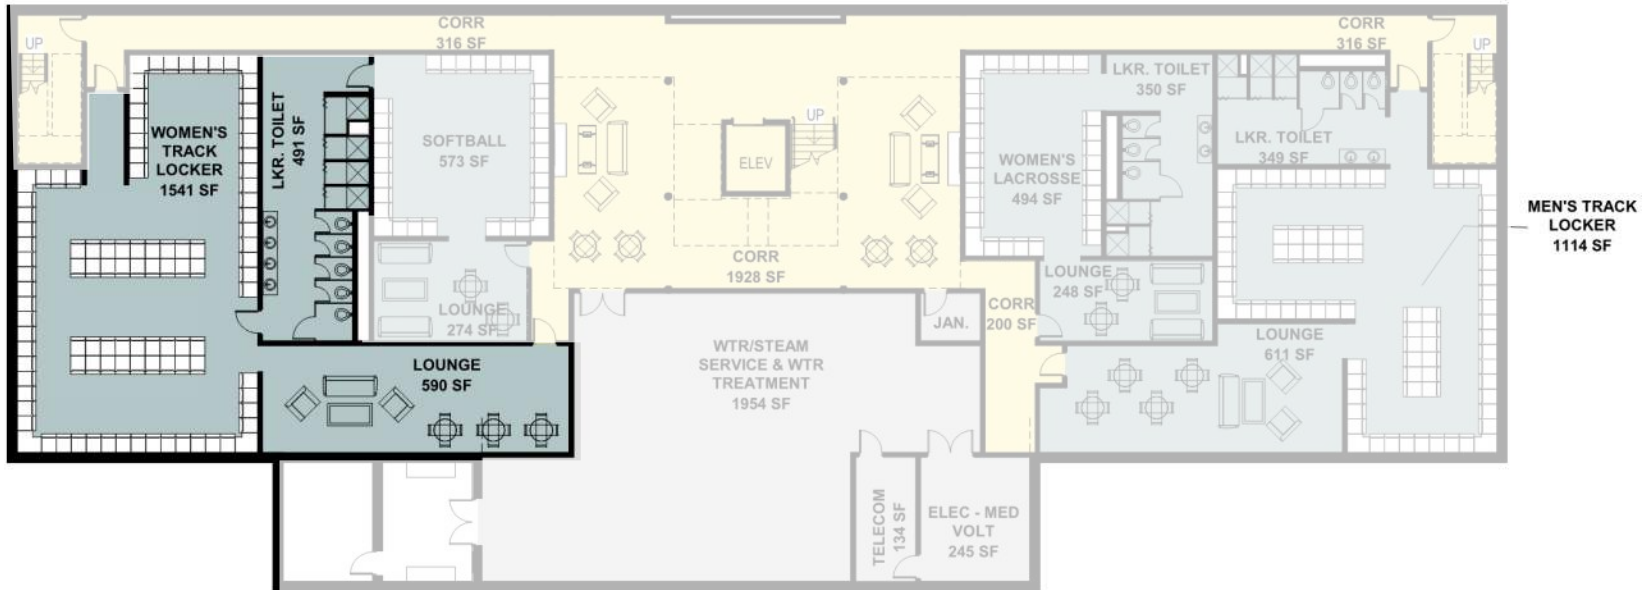 CORR
316 SF
CORR
316 SF
UP
UP
WOMEN'S
TRACK
LOCKER
1541 SF
LKR. TOILET
491 SF
SOFTBALL
573 SF
LOUNGE
274 SF
LOUNGE
590 SF
UP
ELEV
CORR
1928 SF
WTR/STEAM
SERVICE & WTR
TREATMENT
1954 SF
JAN.
CORR
200 SF
TELECOM
134 SF
ELEC - MED
VOLT
245 SF
WOMEN'S
LACROSSE
494 SF
LKR. TOILET
350 SF
LKR. TOILET
349 SF
LOUNGE
248 SF
LOUNGE
611 SF
MEN'S TRACK
LOCKER
1114 SF